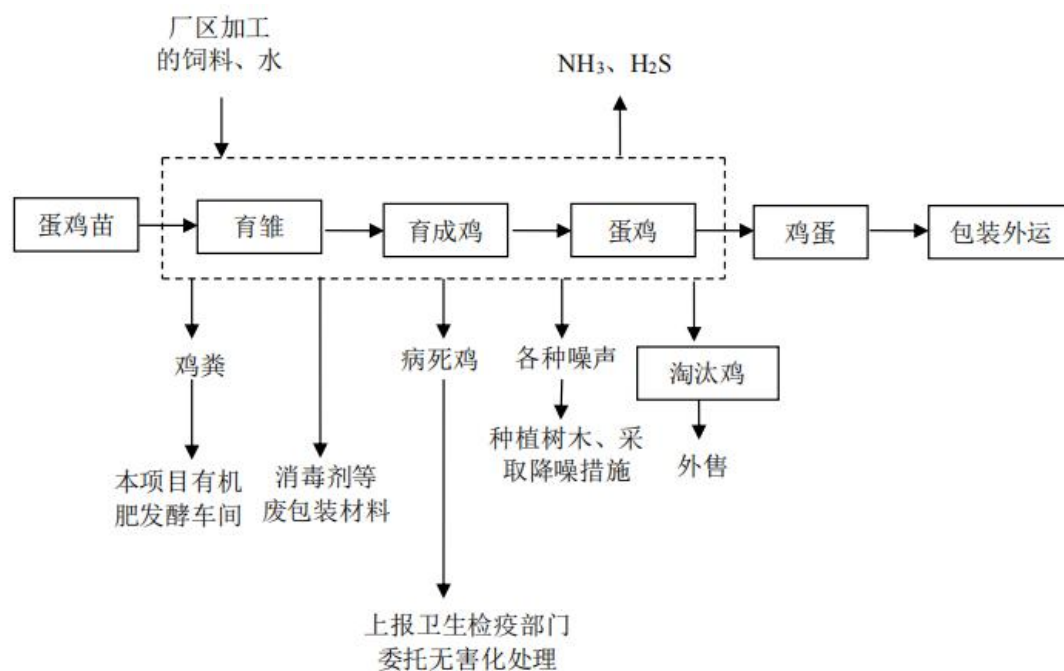 厂区加工
的饲料、水
NH3、H2S
蛋鸡苗
育雏
育成鸡
蛋鸡
鸡蛋
包装外运
鸡粪
病死鸡
各种噪声
淘汰鸡
本项目有机
肥发酵车间
消毒剂等
废包装材料
种植树木、采
取降噪措施
外售
上报卫生检疫部门
委托无害化处理